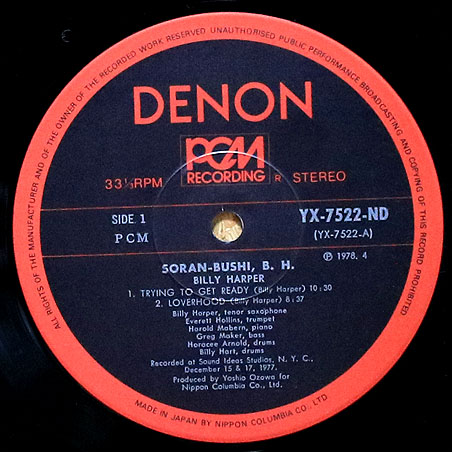 ALL RIGHTS OF THE MANUFACTURER AND OF THE OWNER OF THE RECORDED WORK RESERVED UNAUTHORISED PUBLIC PERFORMANCE BROADCASTING AND COPYING OF THIS RECORD PROHIBITED
DENON
PCM
RECORDING
33⅓RPM
R STEREO
SIDE 1
PCM
YX-7522-ND
(YX-7522-A)
Ⓟ 1978. 4
SORAN-BUSHI, B. H.
BILLY HARPER
1. TRYING TO GET READY (Billy Harper) 10:30
2. LOVERHOOD (Billy Harper) 8:37
Billy Harper, tenor saxophone
Everett Hollins, trumpet
Harold Mabern, piano
Greg Maker, bass
Horacee Arnold, drums
Billy Hart, drums
Recorded at Sound Ideas Studios, N. Y. C.,
December 15 & 17, 1977.
Produced by Yoshio Ozawa for
Nippon Columbia Co., Ltd.
MADE IN JAPAN BY NIPPON COLUMBIA CO., LTD